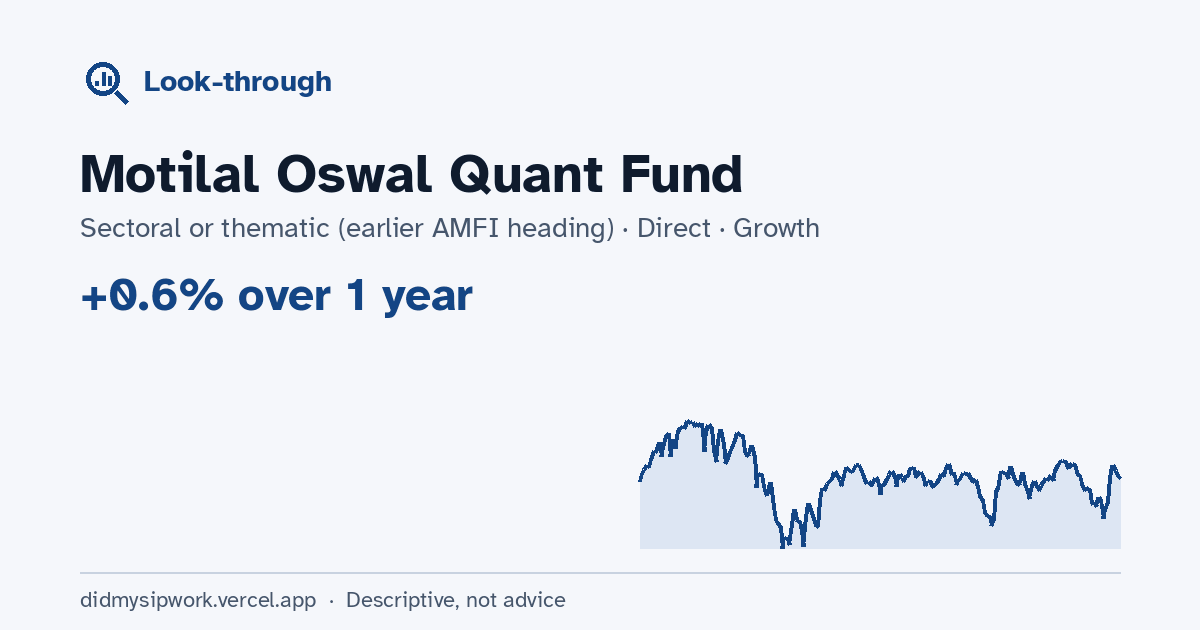 Look-through
Motilal Oswal Quant Fund
Sectoral or thematic (earlier AMFI heading) · Direct · Growth
+0.6% over 1 year
didmysipwork.vercel.app · Descriptive, not advice